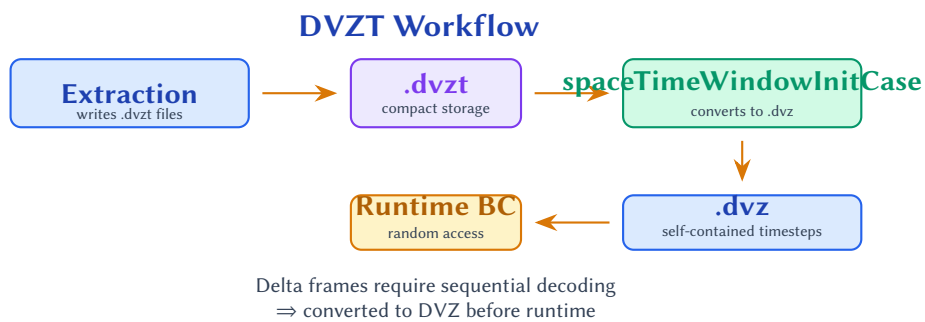 DVZT Workflow
Extraction
writes .dvzt files
.dvzt
compact storage
spaceTimeWindowInitCase
converts to .dvz
.dvz
self-contained timesteps
Runtime BC
random access
Delta frames require sequential decoding
⇒ converted to DVZ before runtime